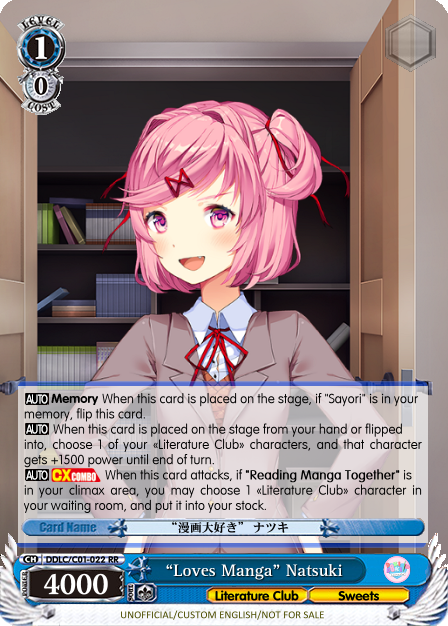 LEVEL
1
0
COST
AUTO Memory When this card is placed on the stage, if "Sayori" is in your
memory, flip this card.
AUTO When this card is placed on the stage from your hand or flipped
into, choose 1 of your «Literature Club» characters, and that character
gets +1500 power until end of turn.
AUTO CX COMBO When this card attacks, if "Reading Manga Together" is
in your climax area, you may choose 1 «Literature Club» character in
your waiting room, and put it into your stock.
Card Name
“漫画大好き” ナツキ
CH DDLC/C01-022 RR
POWER 4000 SOUL
“Loves Manga” Natsuki
Literature Club Sweets
UNOFFICIAL/CUSTOM ENGLISH/NOT FOR SALE